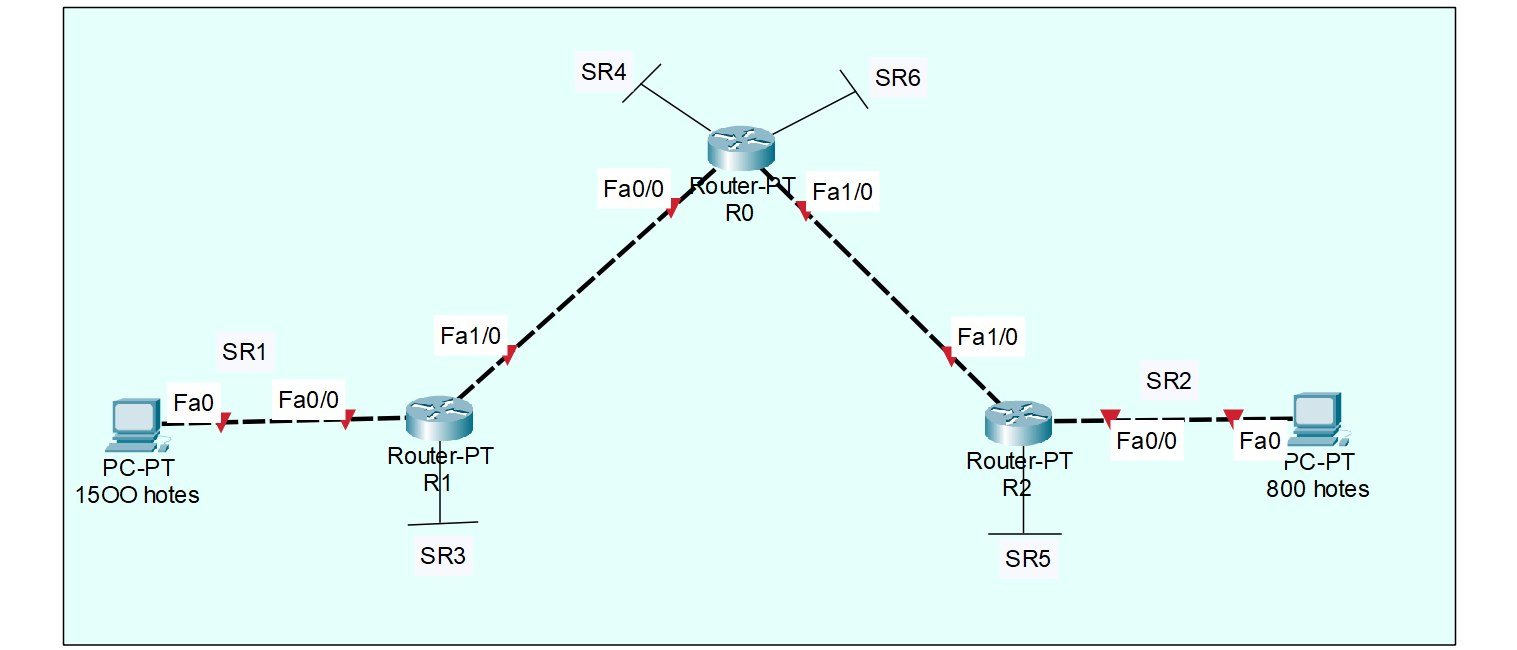 SR4
SR6
Fa0/0
Router-PT
R0
Fa1/0
Fa1/0
Fa1/0
SR1
SR2
Fa0
Fa0/0
Fa0/0
Fa0
PC-PT
15OO hotes
Router-PT
R1
Router-PT
R2
PC-PT
800 hotes
SR3
SR5